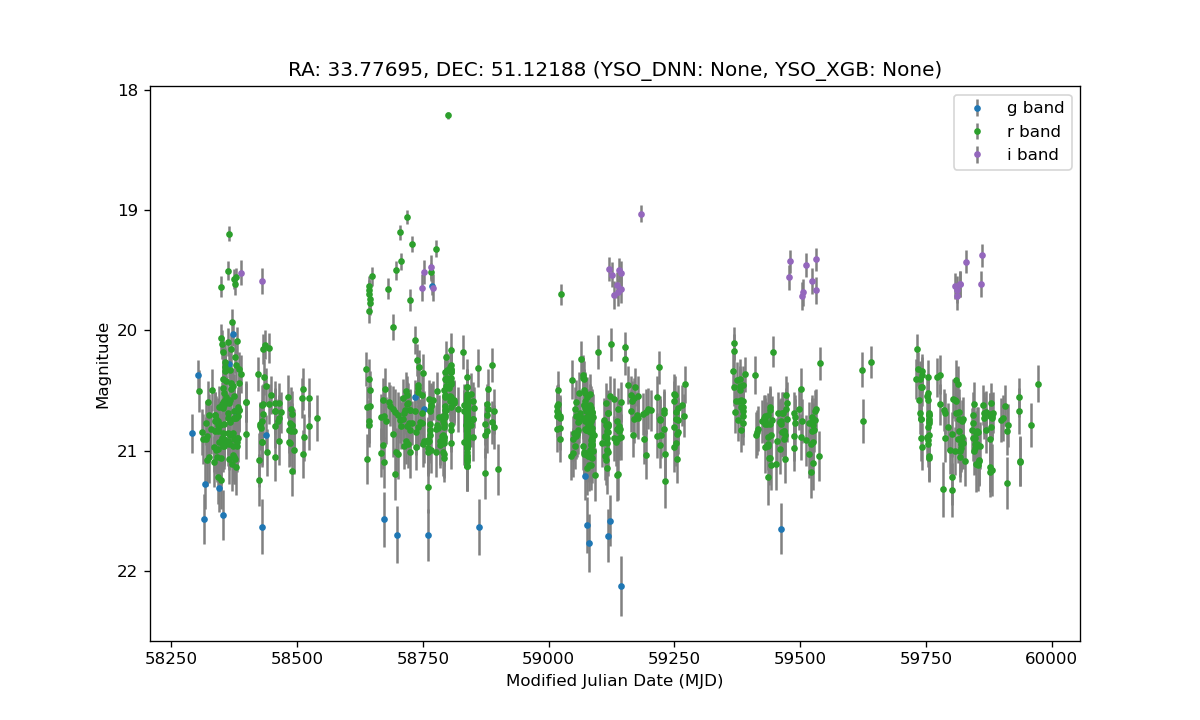 RA: 33.77695, DEC: 51.12188 (YSO_DNN: None, YSO_XGB: None)
g band
r band
i band
18
19
20
21
22
Magnitude
58250 58500 58750 59000 59250 59500 59750 60000
Modified Julian Date (MJD)